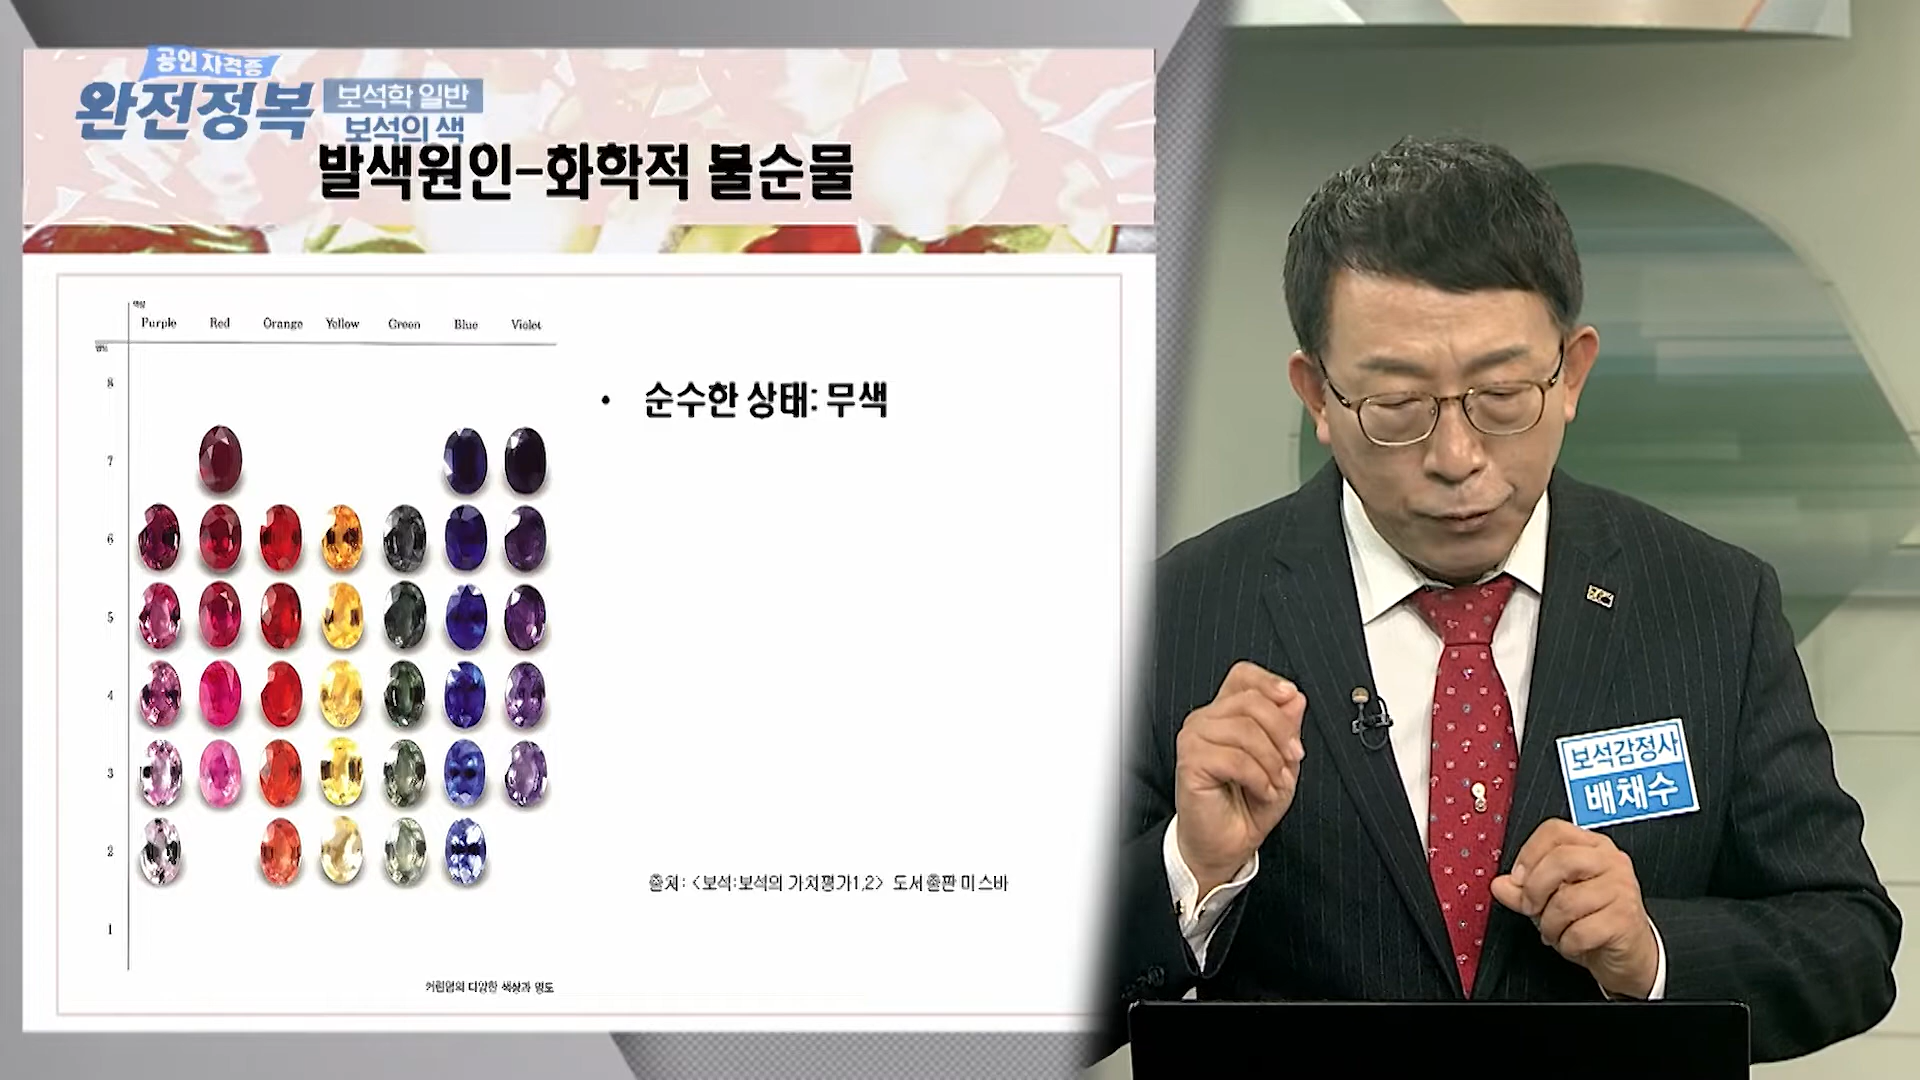 공인 자격증
완전정복
보석학 일반
보석의 색
발색원인-화학적 불순물
색상
Purple Red Orange Yellow Green Blue Violet
명도
8
7
6
5
4
3
2
1
• 순수한 상태: 무색
출처: <보석:보석의 가치평가1,2> 도서출판 미스바
커런덤의 다양한 색상과 명도
보석감정사
배채수